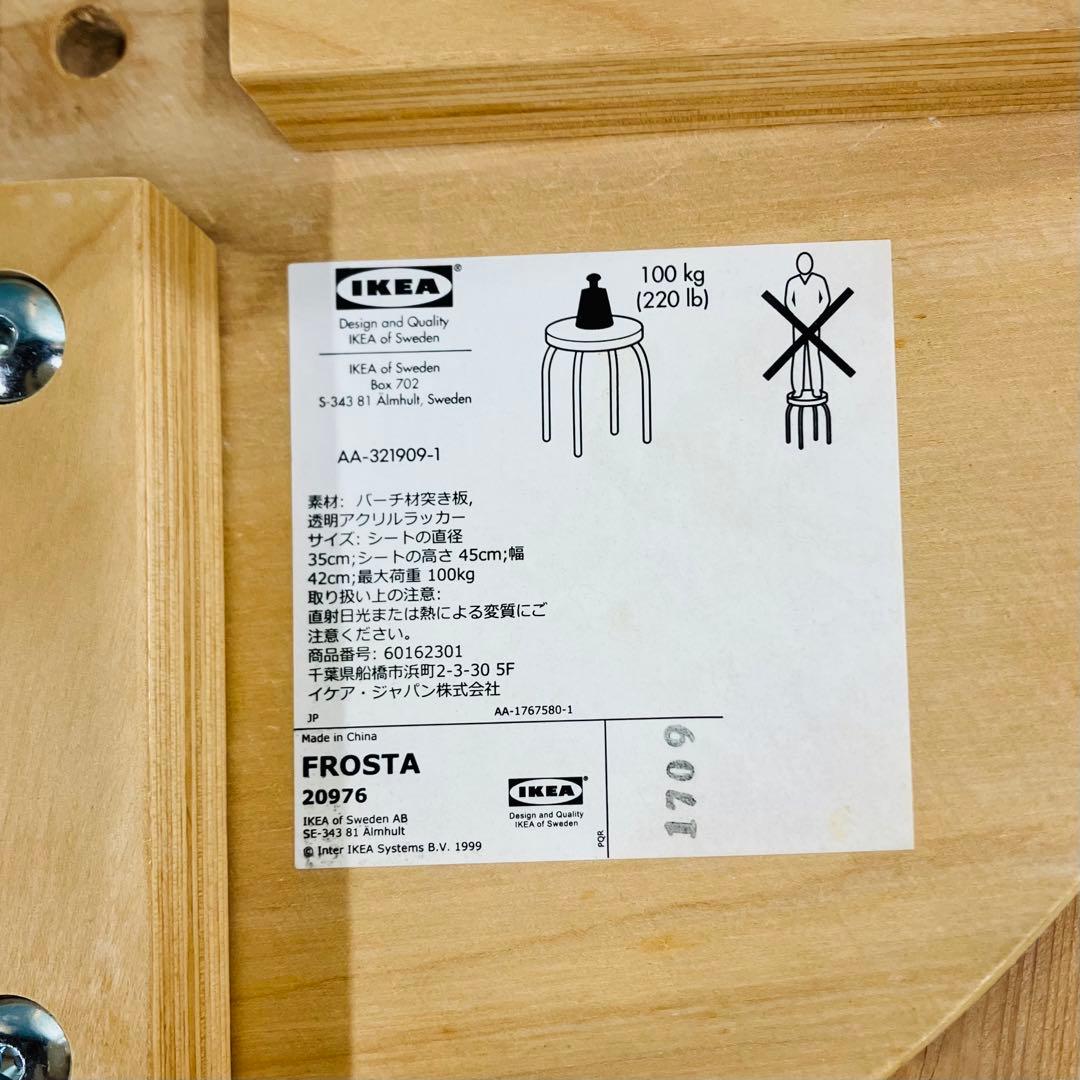 IKEA®
Design and Quality
IKEA of Sweden
IKEA of Sweden
Box 702
S-343 81 Älmhult, Sweden
AA-321909-1
100 kg
(220 lb)
素材: バーチ材突き板,
透明アクリルラッカー
サイズ: シートの直径
35cm;シートの高さ 45cm;幅
42cm;最大荷重 100kg
取り扱い上の注意:
直射日光または熱による変質にご
注意ください。
商品番号: 60162301
千葉県船橋市浜町2-3-30 5F
イケア・ジャパン株式会社
JP
AA-1767580-1
Made in China
FROSTA
20976
IKEA of Sweden AB
SE-343 81 Älmhult
© Inter IKEA Systems B.V. 1999
IKEA®
Design and Quality
IKEA of Sweden
PQR
1709